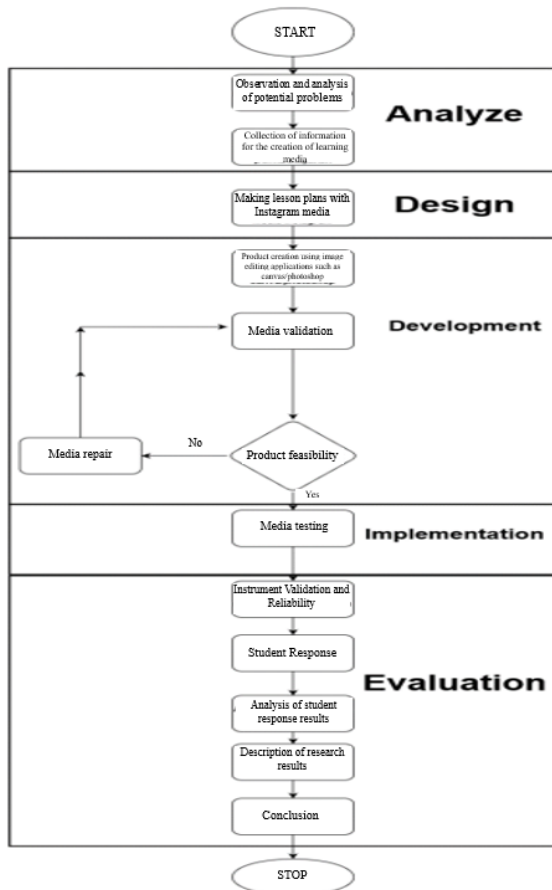 START
Observation and analysis
of potential problems
Analyze
Collection of information
for the creation of learning
media
Making lesson plans with
Instagram media
Design
Product creation using image
editing applications such as
canvas/photoshop
Media validation
Development
No
Media repair
Product feasibility
Yes
Media testing
Implementation
Instrument Validation and
Reliability
Student Response
Evaluation
Analysis of student
response results
Description of research
results
Conclusion
STOP